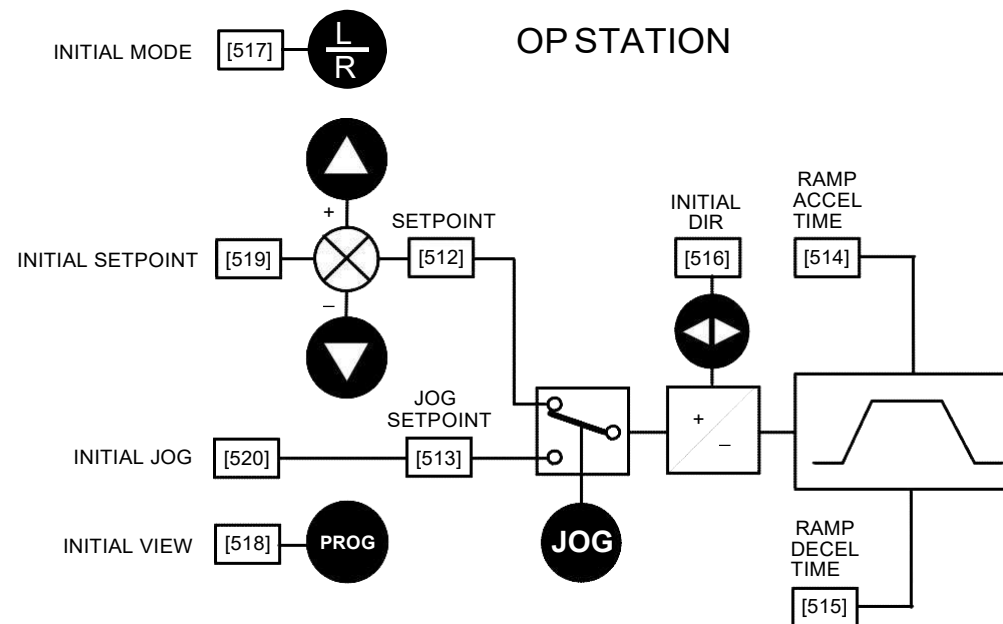 OP STATION
INITIAL MODE
[517]
L
R
+
INITIAL SETPOINT
[519]
–
SETPOINT
[512]
INITIAL
DIR
[516]
RAMP
ACCEL
TIME
[514]
JOG
SETPOINT
[513]
+
–
INITIAL JOG
[520]
INITIAL VIEW
[518]
PROG
JOG
RAMP
DECEL
TIME
[515]